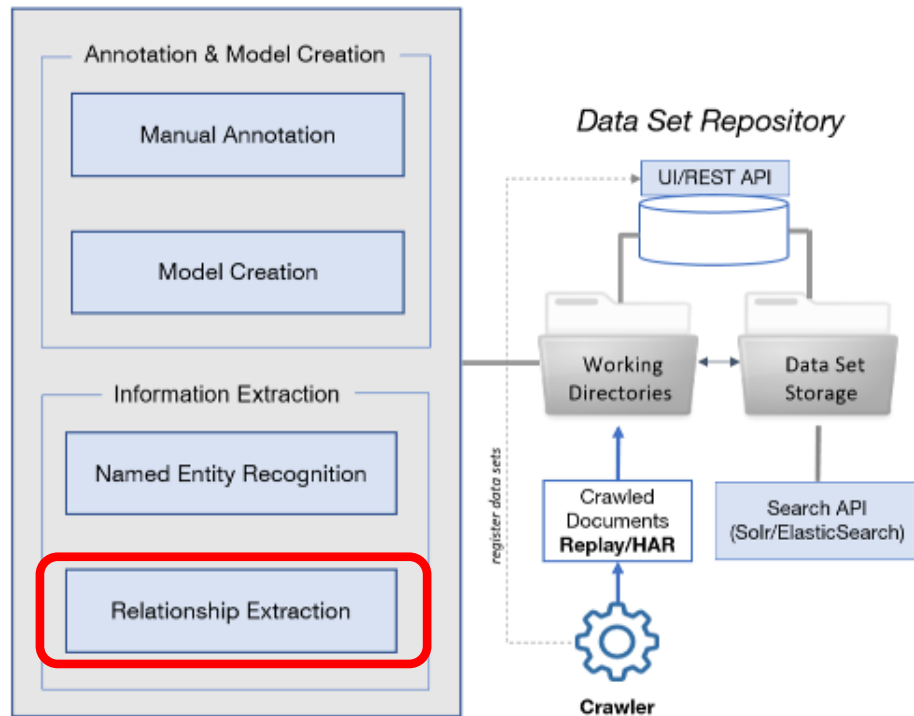 Annotation & Model Creation
Manual Annotation
Model Creation
Information Extraction
Named Entity Recognition
Relationship Extraction
Data Set Repository
UI/REST API
Working
Directories
Data Set
Storage
register data sets
Crawled
Documents
Replay/HAR
Search API
(Solr/ElasticSearch)
Crawler